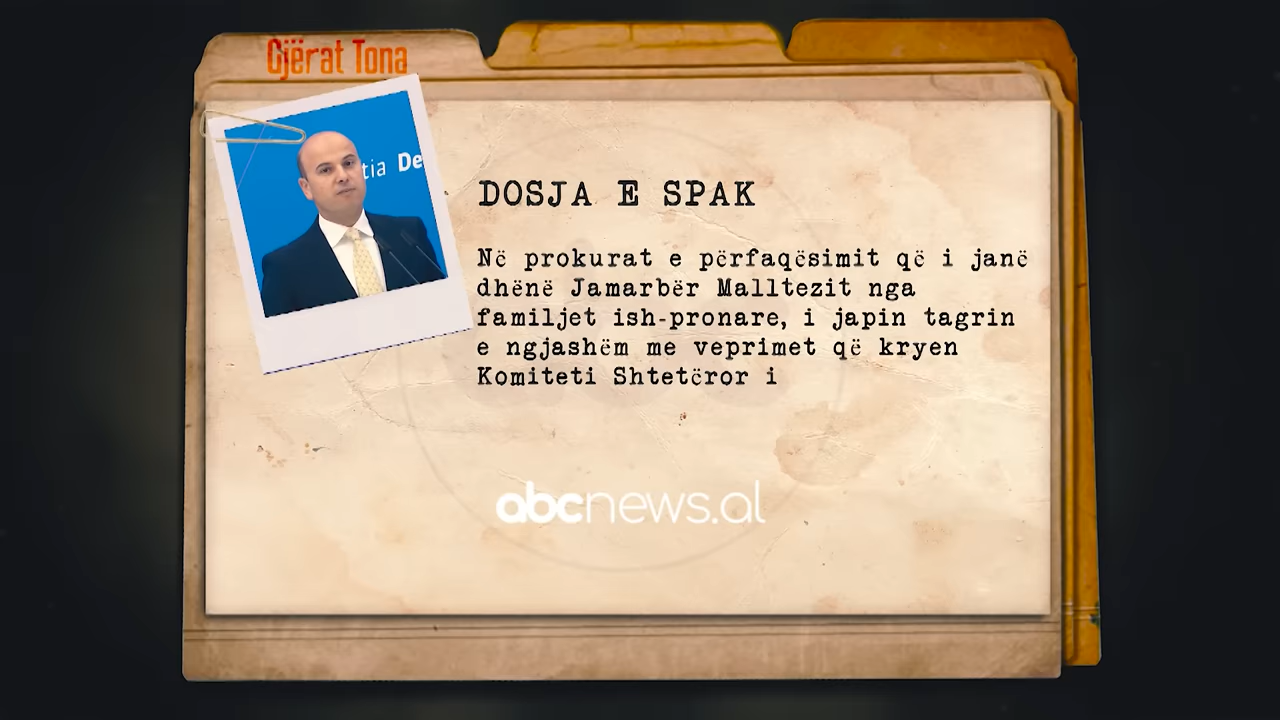 Gjërat Tona
tia De
DOSJA E SPAK
Në prokurat e përfaqësimit që i janë
dhënë Jamarbër Malltezit nga
familjet ish-pronare, i japin tagrin
e ngjashëm me veprimet që kryen
Komiteti Shtetëror i
abcnews.al